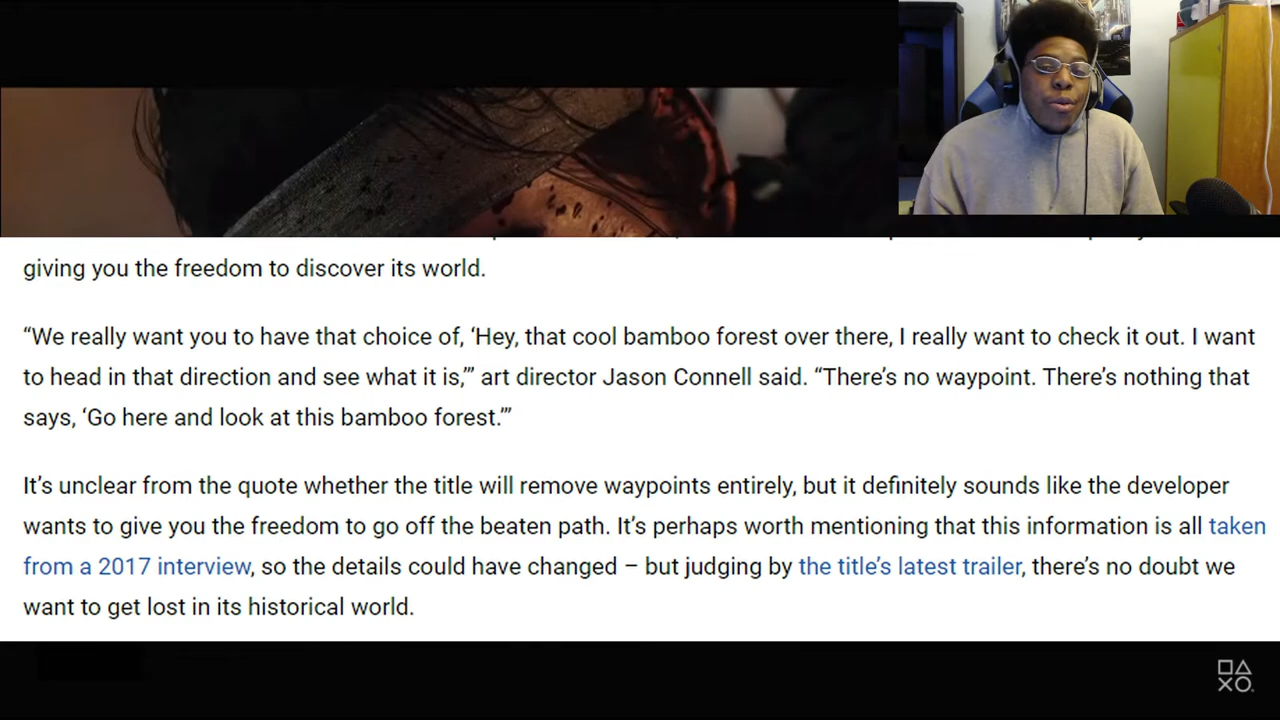 giving you the freedom to discover its world.
“We really want you to have that choice of, ‘Hey, that cool bamboo forest over there, I really want to check it out. I want
to head in that direction and see what it is,’” art director Jason Connell said. “There’s no waypoint. There’s nothing that
says, ‘Go here and look at this bamboo forest.’”
It’s unclear from the quote whether the title will remove waypoints entirely, but it definitely sounds like the developer
wants to give you the freedom to go off the beaten path. It’s perhaps worth mentioning that this information is all taken
from a 2017 interview, so the details could have changed – but judging by the title’s latest trailer, there’s no doubt we
want to get lost in its historical world.